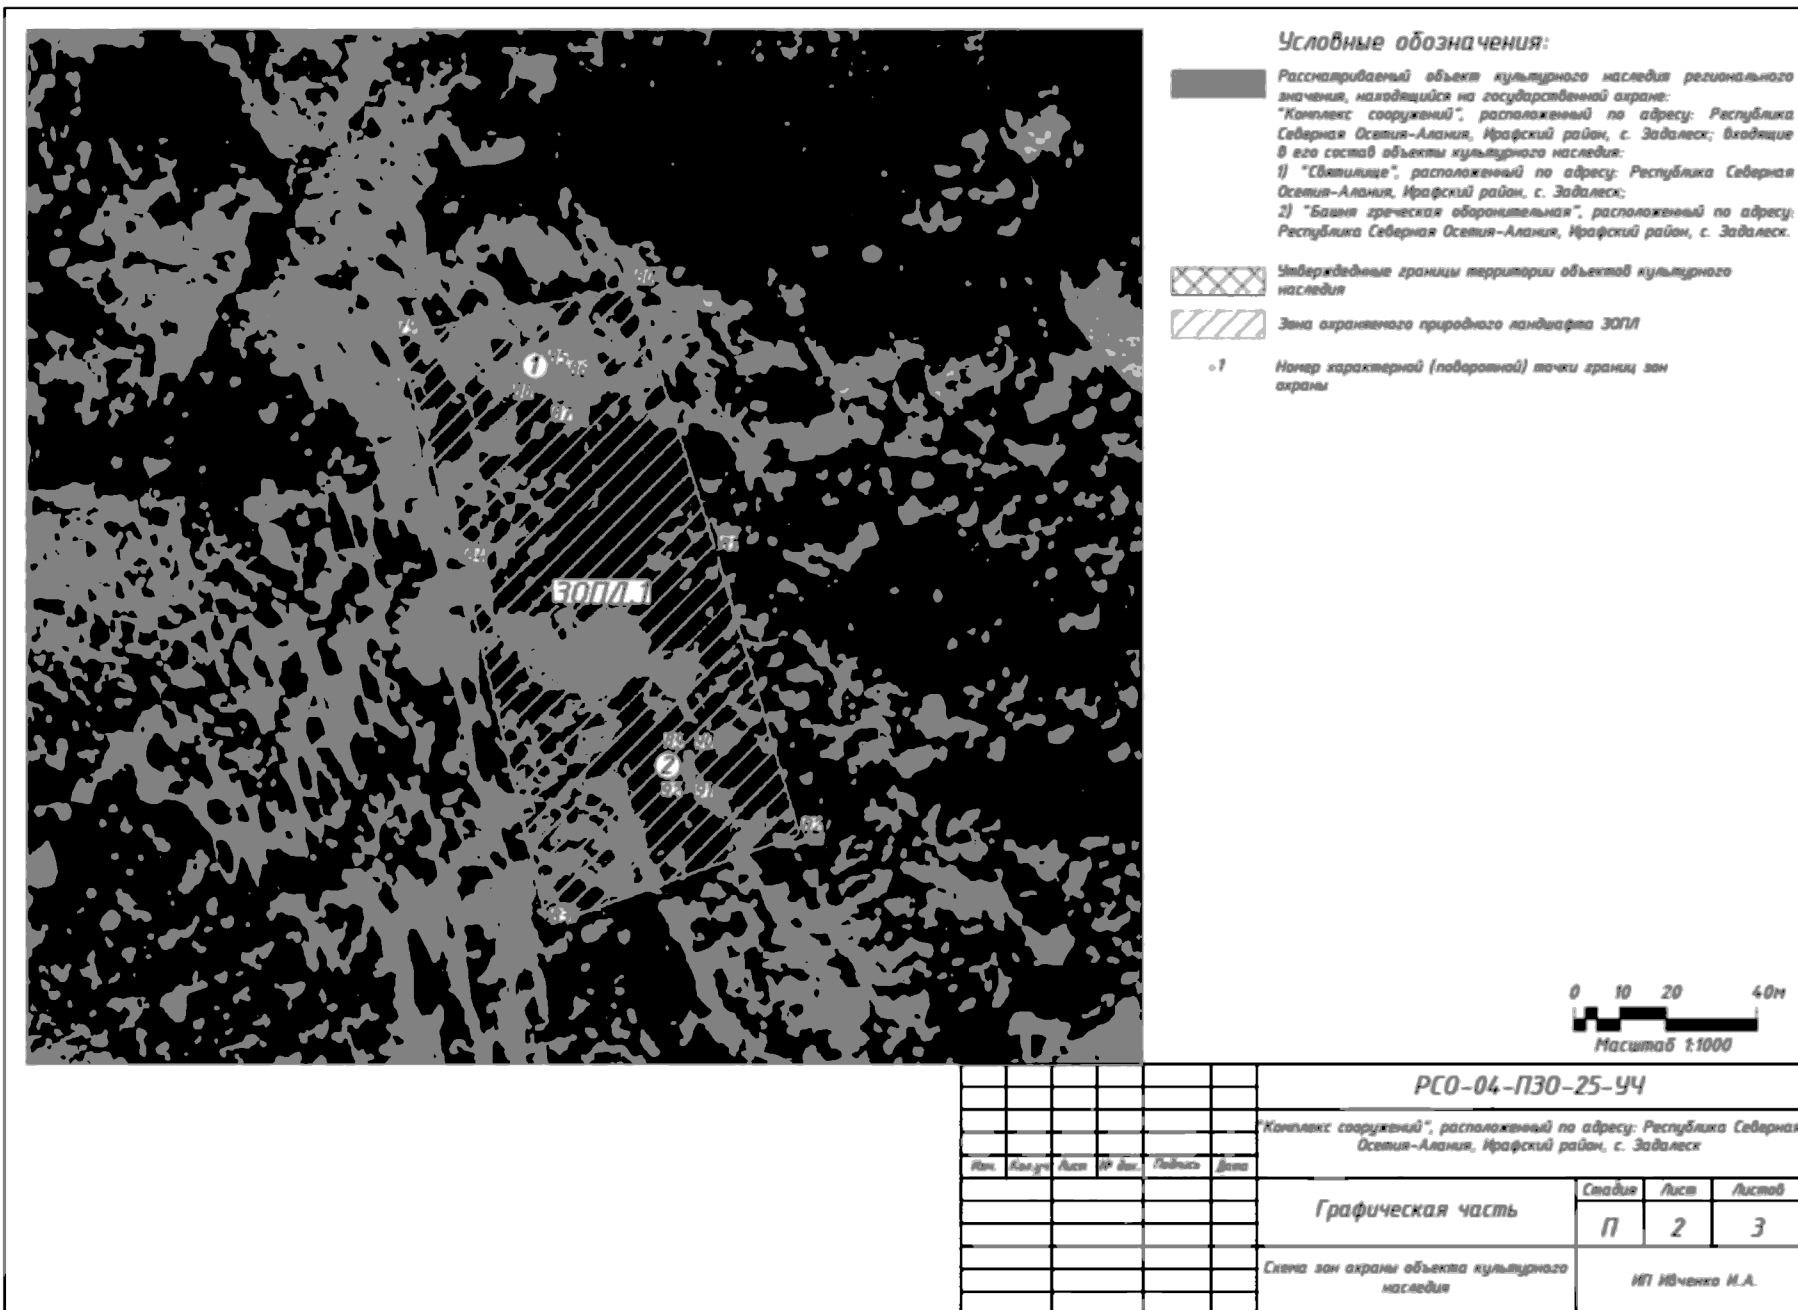 Условные обозначения:
Рассматриваемый объект культурного наследия регионального
значения, находящийся на государственной охране:
"Комплекс сооружений", расположенный по адресу: Республика
Северная Осетия-Алания, Ирафский район, с. Задалеск; входящие
в его состав объекты культурного наследия:
1) "Святилище", расположенный по адресу: Республика Северная
Осетия-Алания, Ирафский район, с. Задалеск;
2) "Башня греческая оборонительная", расположенный по адресу:
Республика Северная Осетия-Алания, Ирафский район, с. Задалеск.
Утвержденные границы территории объектов культурного
наследия
Зона охраняемого природного ландшафта ЗОПЛ
1 Номер характерной (поворотной) точки границ зон
охраны
1
ЗОПЛ.1
2
0 10 20 40м
Масштаб 1:1000
РСО-04-ПЗО-25-УЧ
"Комплекс сооружений", расположенный по адресу: Республика Северная
Осетия-Алания, Ирафский район, с. Задалеск
Изм. Кол.уч Лист № док. Подпись Дата
Графическая часть
Стадия Лист Листов
П 2 3
Схема зон охраны объекта культурного
наследия
ИП Ивченко И.А.